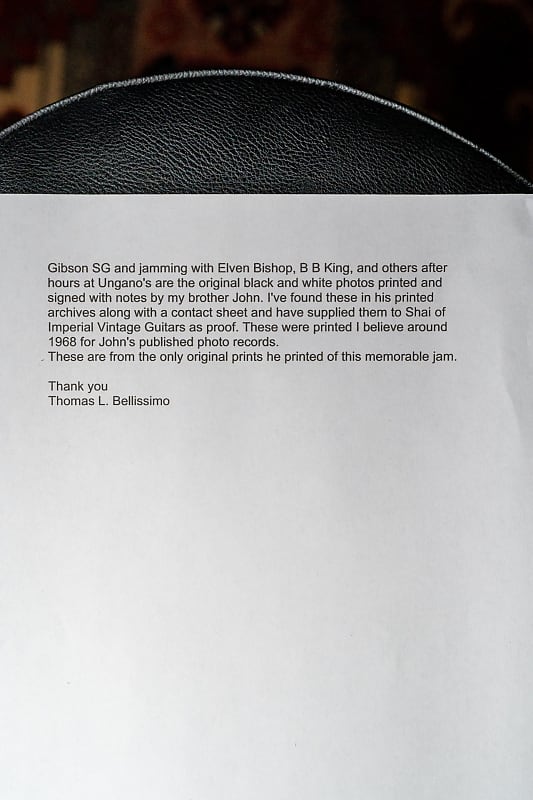 Gibson SG and jamming with Elven Bishop, B B King, and others after
hours at Ungano's are the original black and white photos printed and
signed with notes by my brother John. I've found these in his printed
archives along with a contact sheet and have supplied them to Shai of
Imperial Vintage Guitars as proof. These were printed I believe around
1968 for John's published photo records.
These are from the only original prints he printed of this memorable jam.
Thank you
Thomas L. Bellissimo